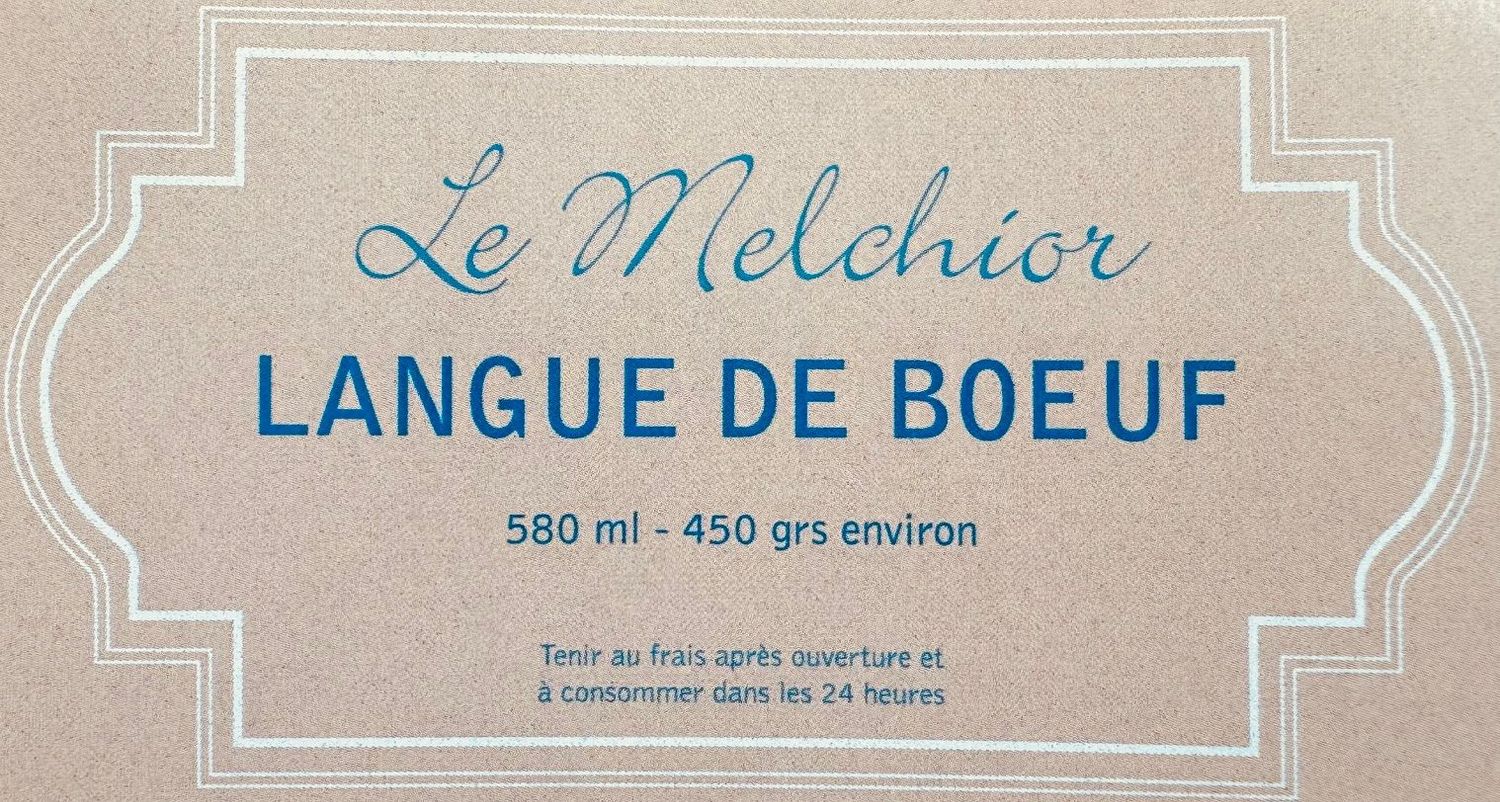 Le Melchior
LANGUE DE BOEUF
580 ml - 450 grs environ
Tenir au frais après ouverture et
à consommer dans les 24 heures